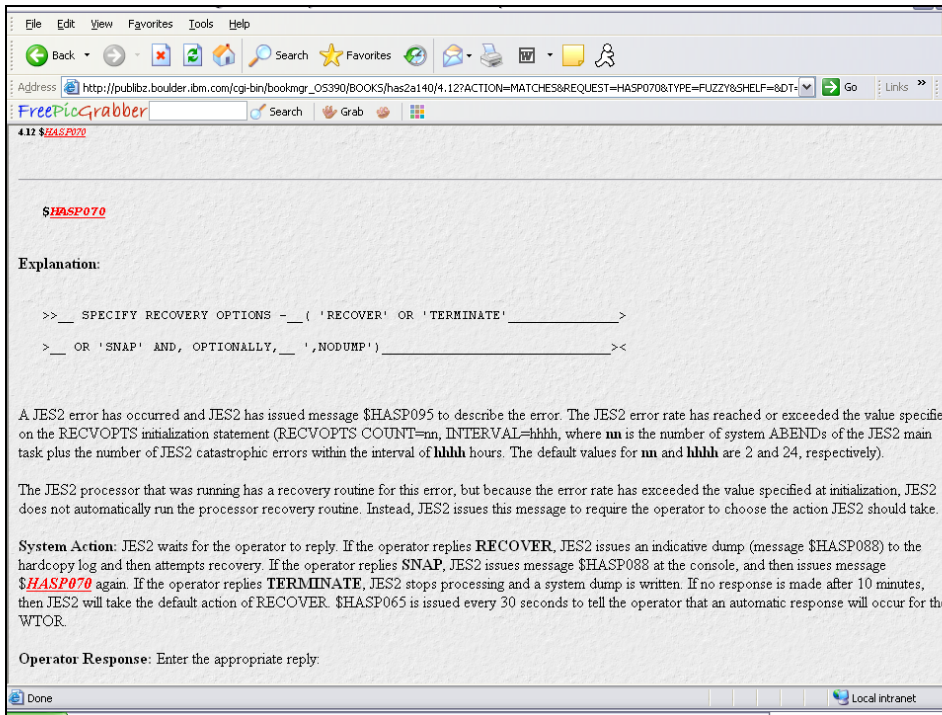 File Edit View Favorites Tools Help
Back Search Favorites
Address http://publibz.boulder.ibm.com/cgi-bin/bookmgr_OS390/BOOKS/has2a140/4.12?ACTION=MATCHES&REQUEST=HASP070&TYPE=FUZZY&SHELF=&DT= Go Links »
FreePicGrabber Search Grab
4.12 $HASP070
$HASP070
Explanation:
>>__ SPECIFY RECOVERY OPTIONS -__( 'RECOVER' OR 'TERMINATE'______________>
>__ OR 'SNAP' AND, OPTIONALLY,__ ',NODUMP')_____________________________><
A JES2 error has occurred and JES2 has issued message $HASP095 to describe the error. The JES2 error rate has reached or exceeded the value specifie
on the RECVOPTS initialization statement (RECVOPTS COUNT=nn, INTERVAL=hhhh, where nn is the number of system ABENDs of the JES2 main
task plus the number of JES2 catastrophic errors within the interval of hhhh hours. The default values for nn and hhhh are 2 and 24, respectively).
The JES2 processor that was running has a recovery routine for this error, but because the error rate has exceeded the value specified at initialization, JES2
does not automatically run the processor recovery routine. Instead, JES2 issues this message to require the operator to choose the action JES2 should take.
System Action: JES2 waits for the operator to reply. If the operator replies RECOVER, JES2 issues an indicative dump (message $HASP088) to the
hardcopy log and then attempts recovery. If the operator replies SNAP, JES2 issues message $HASP088 at the console, and then issues message
$HASP070 again. If the operator replies TERMINATE, JES2 stops processing and a system dump is written. If no response is made after 10 minutes,
then JES2 will take the default action of RECOVER. $HASP065 is issued every 30 seconds to tell the operator that an automatic response will occur for the
WTOR.
Operator Response: Enter the appropriate reply:
Done Local intranet